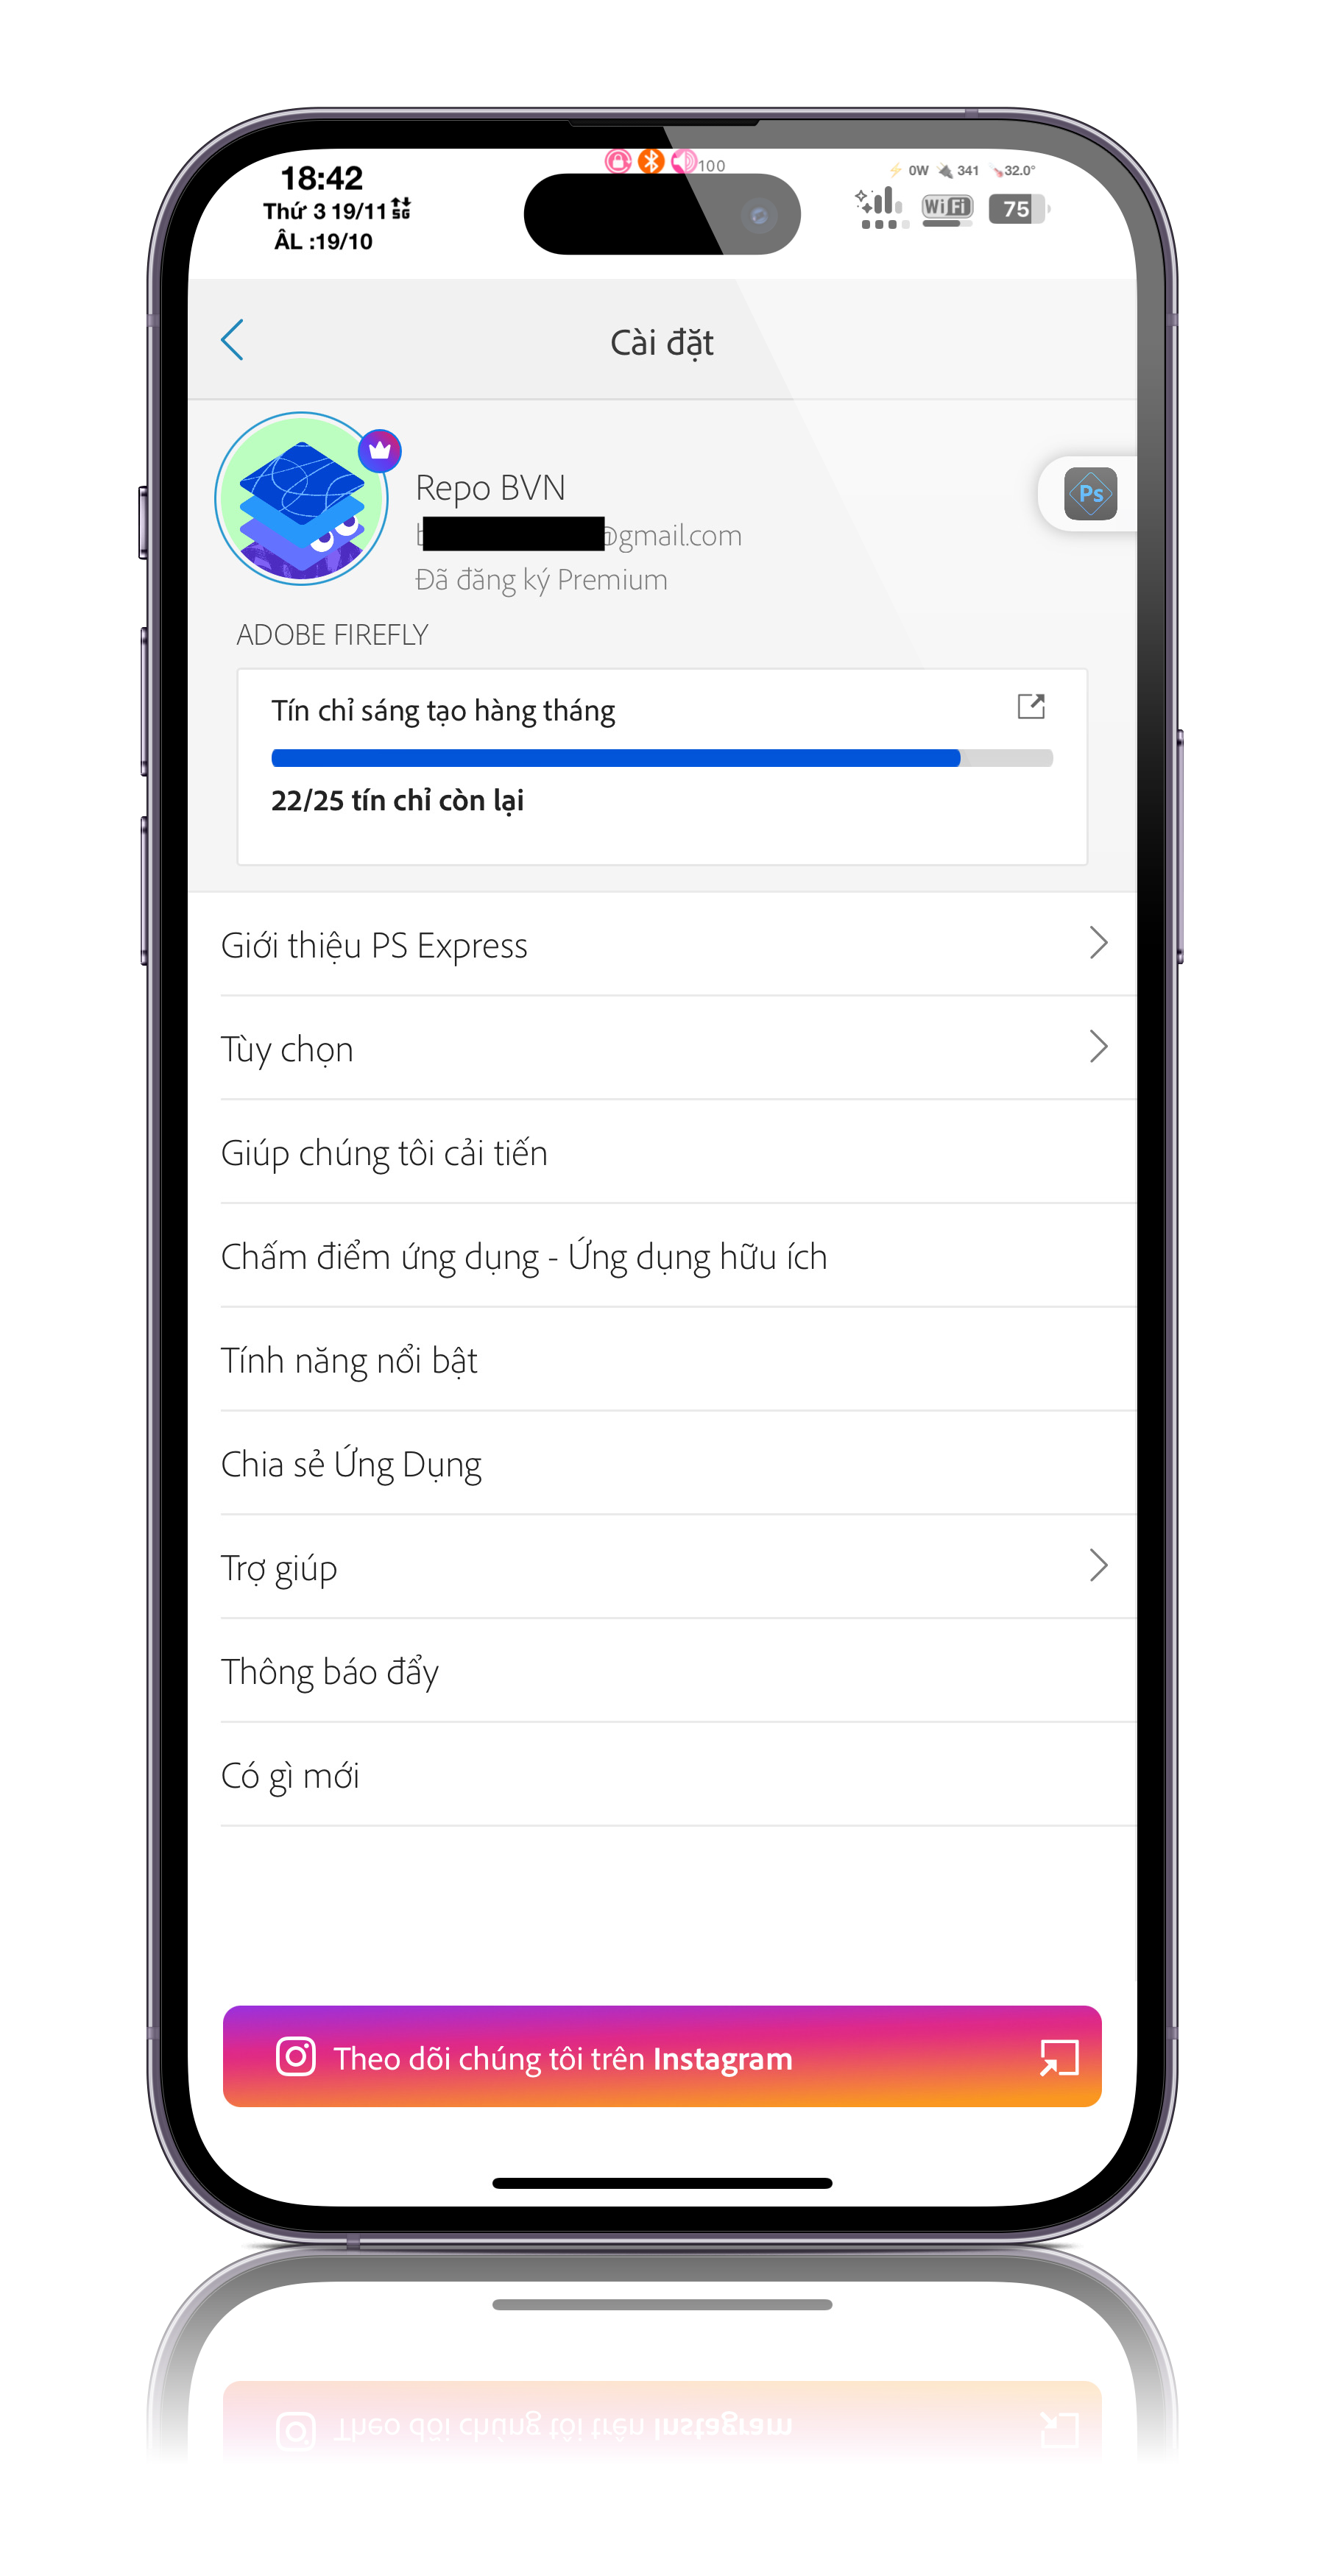 18:42
Thứ 3 19/11 5G
ÂL :19/10
100
0W 341 32.0°
WiFi 75
Cài đặt
Ps
Repo BVN
@gmail.com
Đã đăng ký Premium
ADOBE FIREFLY
Tín chỉ sáng tạo hàng tháng
22/25 tín chỉ còn lại
Giới thiệu PS Express
Tùy chọn
Giúp chúng tôi cải tiến
Chấm điểm ứng dụng - Ứng dụng hữu ích
Tính năng nổi bật
Chia sẻ Ứng Dụng
Trợ giúp
Thông báo đẩy
Có gì mới
Theo dõi chúng tôi trên Instagram